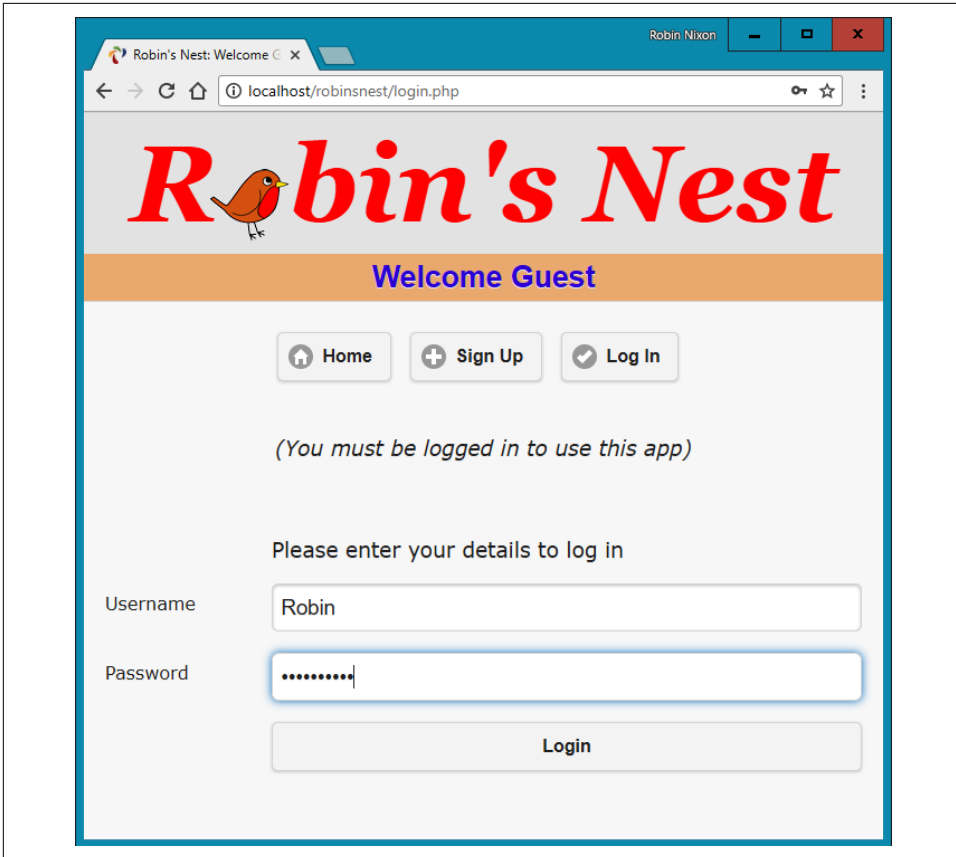 Robin Nixon
Robin's Nest: Welcome G
localhost/robinsnest/login.php
Robin's Nest
Welcome Guest
Home Sign Up Log In
(You must be logged in to use this app)
Please enter your details to log in
Username Robin
Password ••••••••••
Login